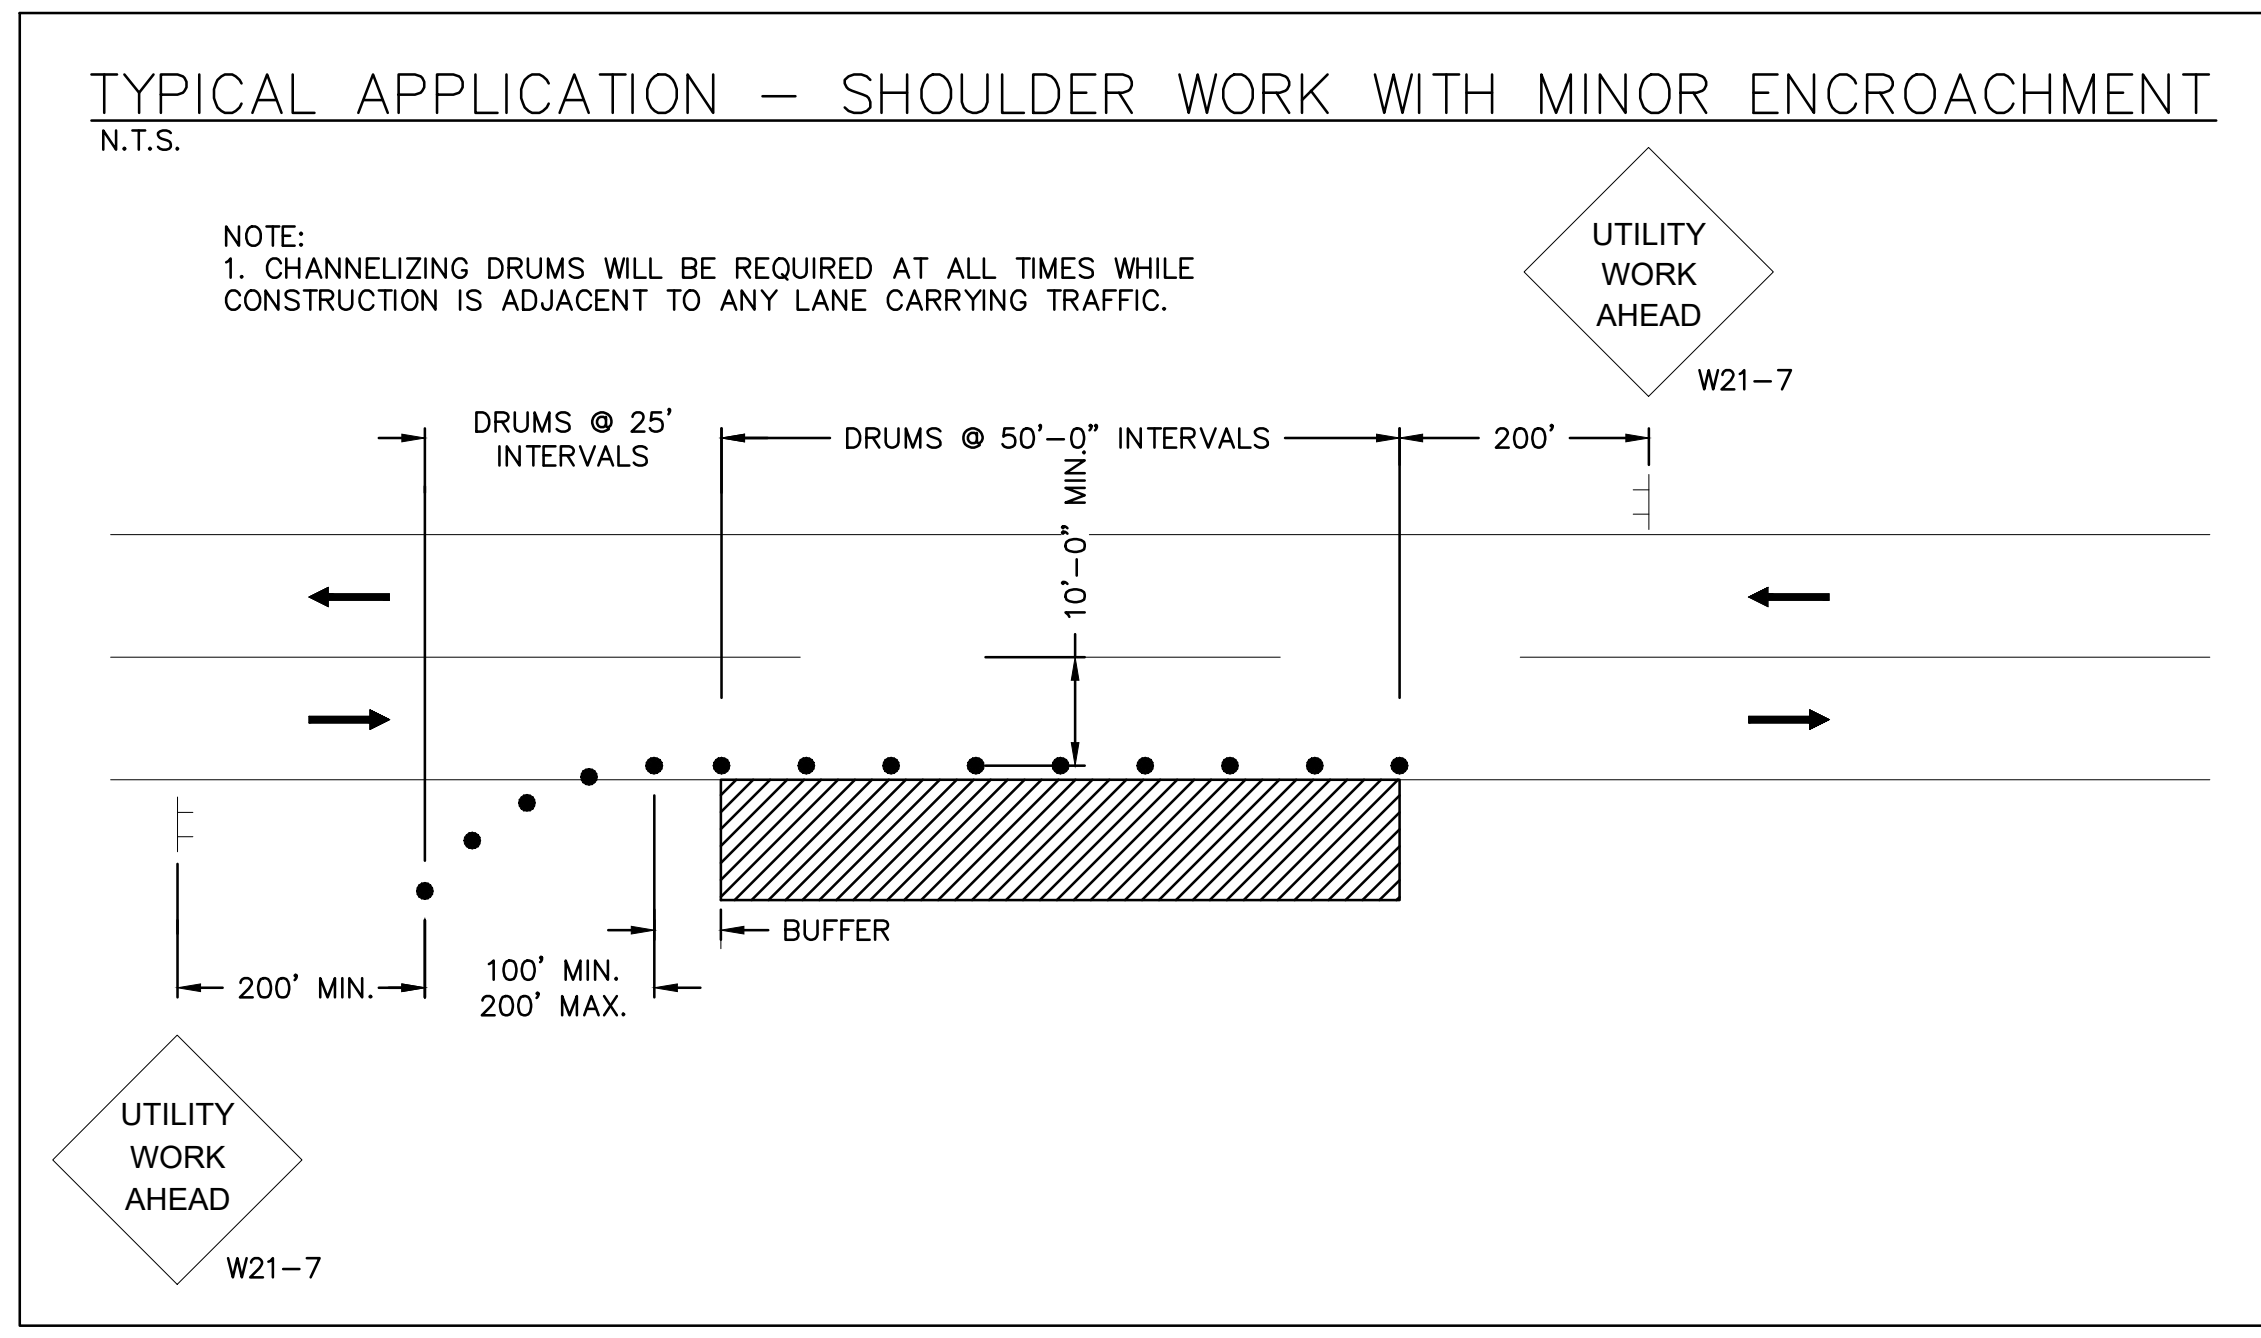 TYPICAL APPLICATION – SHOULDER WORK WITH MINOR ENCROACHMENT
N.T.S.
NOTE:
1. CHANNELIZING DRUMS WILL BE REQUIRED AT ALL TIMES WHILE
CONSTRUCTION IS ADJACENT TO ANY LANE CARRYING TRAFFIC.
UTILITY
WORK
AHEAD
W21–7
DRUMS @ 25'
INTERVALS
DRUMS @ 50'–0" INTERVALS
200'
10'–0" MIN.
BUFFER
100' MIN.
200' MAX.
200' MIN.
UTILITY
WORK
AHEAD
W21–7